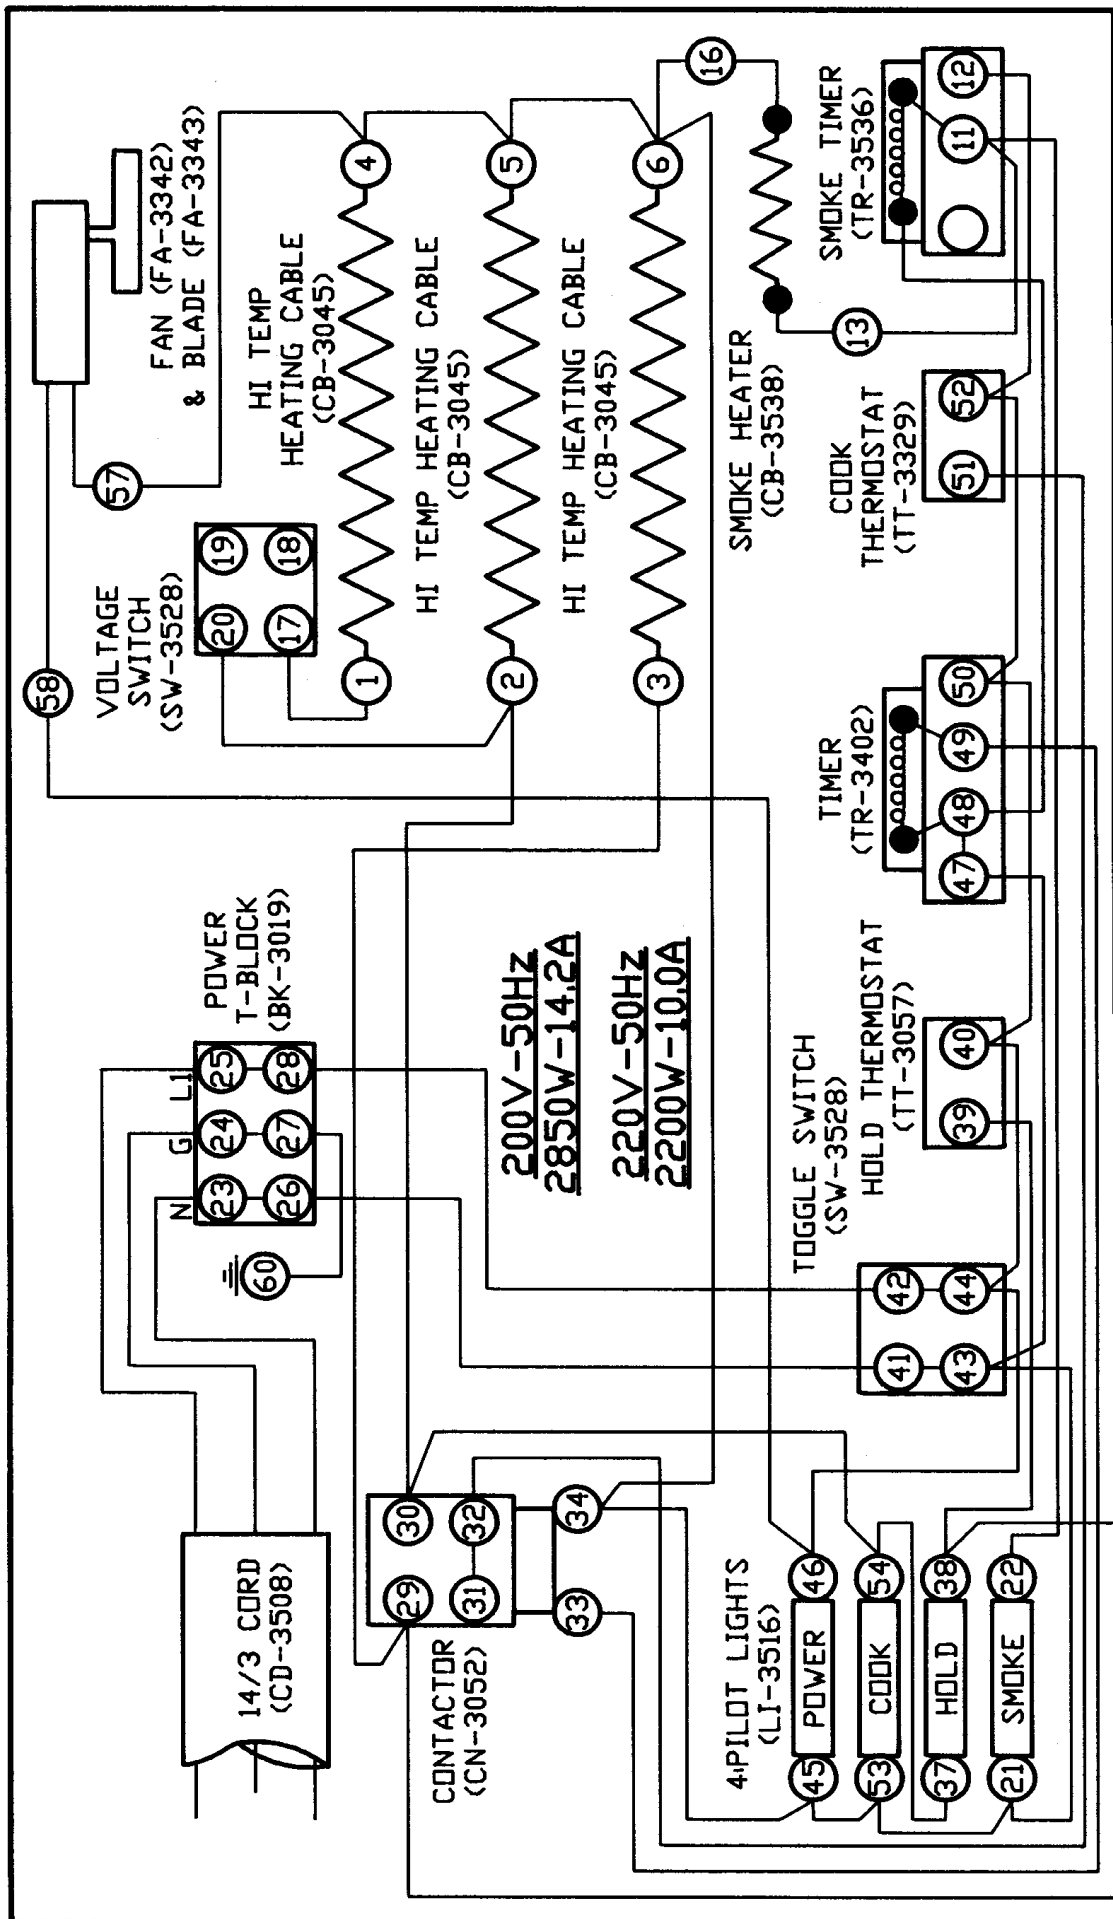 14/3 CORD
(CD-3508)
N
G
L1
23
24
25
26
27
28
60
POWER
T-BLOCK
(BK-3019)
58
VOLTAGE
SWITCH
(SW-3528)
20
19
17
18
57
FAN (FA-3342)
& BLADE (FA-3343)
HI TEMP
HEATING CABLE
(CB-3045)
1
4
HI TEMP HEATING CABLE
(CB-3045)
2
5
HI TEMP HEATING CABLE
(CB-3045)
3
6
16
CONTACTOR
(CN-3052)
29
30
31
32
33
34
200V-50Hz
2850W-14.2A
220V-50Hz
2200W-10.0A
SMOKE HEATER
(CB-3538)
13
4-PILOT LIGHTS
(LI-3516)
45
POWER
46
53
COOK
54
37
HOLD
38
21
SMOKE
22
TOGGLE SWITCH
(SW-3528)
41
42
43
44
HOLD THERMOSTAT
(TT-3057)
39
40
TIMER
(TR-3402)
47
48
49
50
COOK
THERMOSTAT
(TT-3329)
51
52
SMOKE TIMER
(TR-3536)
11
12